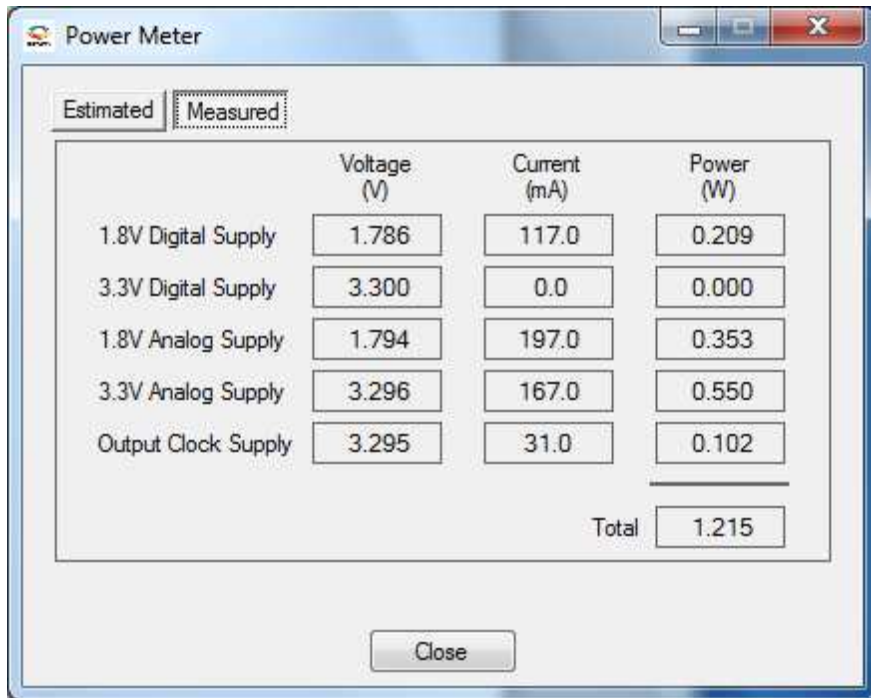 Power Meter
Estimated Measured
Voltage (V) Current (mA) Power (W)
1.8V Digital Supply 1.786 117.0 0.209
3.3V Digital Supply 3.300 0.0 0.000
1.8V Analog Supply 1.794 197.0 0.353
3.3V Analog Supply 3.296 167.0 0.550
Output Clock Supply 3.295 31.0 0.102
Total 1.215
Close